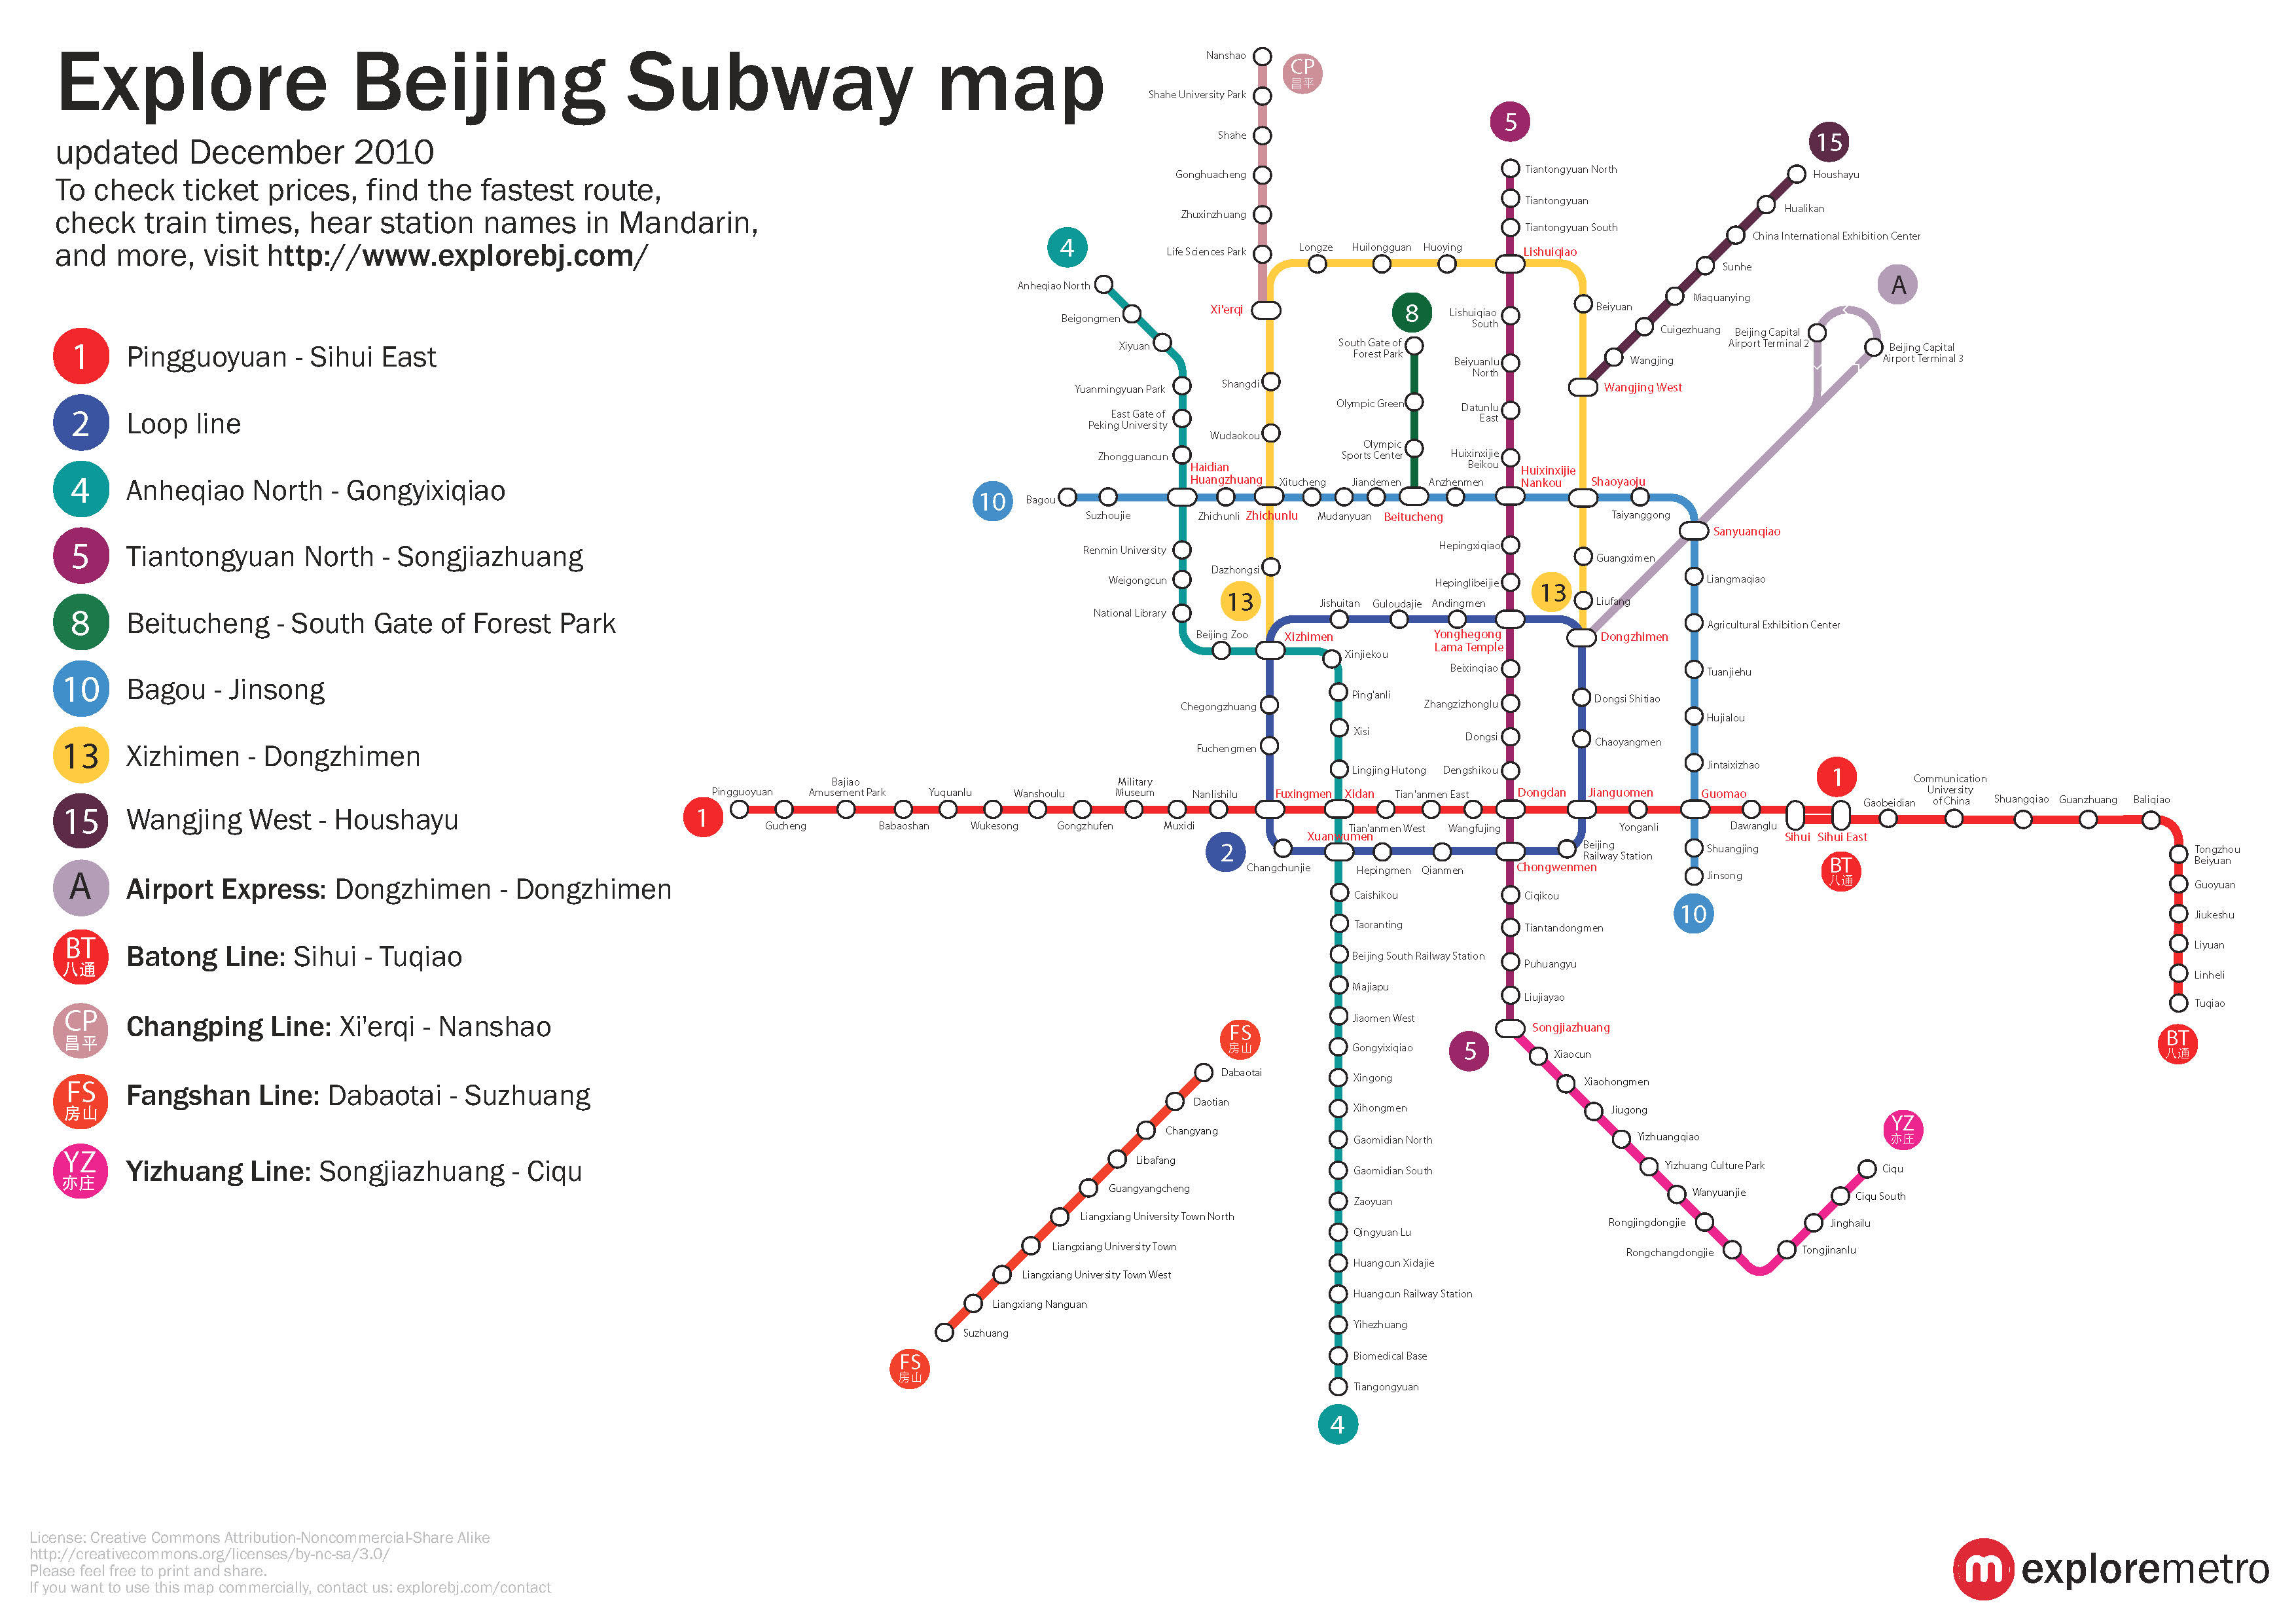 Explore Beijing Subway map
updated December 2010
To check ticket prices, find the fastest route,
check train times, hear station names in Mandarin,
and more, visit http://www.explorebj.com/
1 Pingguoyuan - Sihui East
2 Loop line
4 Anheqiao North - Gongyixiqiao
5 Tiantongyuan North - Songjiazhuang
8 Beitucheng - South Gate of Forest Park
10 Bagou - Jinsong
13 Xizhimen - Dongzhimen
15 Wangjing West - Houshayu
A Airport Express: Dongzhimen - Dongzhimen
BT 八通 Batong Line: Sihui - Tuqiao
CP 昌平 Changping Line: Xi'erqi - Nanshao
FS 房山 Fangshan Line: Dabaotai - Suzhuang
YZ 亦庄 Yizhuang Line: Songjiazhuang - Ciqu
CP
昌平
Nanshao
Shahe University Park
Shahe
Gonghuacheng
Zhuxinzhuang
Life Sciences Park
Xi'erqi
Longze
Huilongguan
Huoying
Lishuiqiao
Beiyuan
Shangdi
Wudaokou
Dazhongsi
13
13
Guangximen
Liufang
5
Tiantongyuan North
Tiantongyuan
Tiantongyuan South
Lishuiqiao
South
Beiyuanlu
North
Datunlu
East
Huixinxijie
Beikou
Huixinxijie
Nankou
Hepingxiqiao
Hepinglibeijie
Yonghegong
Lama Temple
Beixinqiao
Zhangzizhonglu
Dongsi
Dengshikou
Dongdan
Chongwenmen
Ciqikou
Tiantandongmen
Puhuangyu
Liujiayao
Songjiazhuang
5
15
Houshayu
Hualikan
China International Exhibition Center
Sunhe
Maquanying
Cuigezhuang
Wangjing
Wangjing West
A
Beijing Capital
Airport Terminal 2
Beijing Capital
Airport Terminal 3
8
South Gate of
Forest Park
Olympic Green
Olympic
Sports Center
4
Anheqiao North
Beigongmen
Xiyuan
Yuanmingyuan Park
East Gate of
Peking University
Zhongguancun
Haidian
Huangzhuang
Renmin University
Weigongcun
National Library
Beijing Zoo
Xizhimen
Xinjiekou
Ping'anli
Xisi
Lingjing Hutong
Xidan
Xuanwumen
Caishikou
Taoranting
Beijing South Railway Station
Majiapu
Jiaomen West
Gongyixiqiao
Xingong
Xihongmen
Gaomidian North
Gaomidian South
Zaoyuan
Qingyuan Lu
Huangcun Xidajie
Huangcun Railway Station
Yihezhuang
Biomedical Base
Tiangongyuan
4
10
Bagou
Suzhoujie
Zhichunli
Zhichunlu
Xitucheng
Mudanyuan
Jiandemen
Beitucheng
Anzhenmen
Shaoyaoju
Taiyanggong
Sanyuanqiao
Liangmaqiao
Agricultural Exhibition Center
Tuanjiehu
Hujialou
Jintaixizhao
Guomao
Shuangjing
Jinsong
10
Jishuitan
Guloudajie
Andingmen
Dongzhimen
Dongsi Shitiao
Chaoyangmen
Jianguomen
Beijing
Railway Station
Qianmen
Hepingmen
Changchunjie
2
Chegongzhuang
Fuchengmen
Fuxingmen
1
Pingguoyuan
Gucheng
Bajiao
Amusement Park
Babaoshan
Yuquanlu
Wukesong
Wanshoulu
Gongzhufen
Military
Museum
Muxidi
Nanlishilu
Tian'anmen West
Tian'anmen East
Wangfujing
Yonganli
Dawanglu
Sihui
Sihui East
1
BT
八通
Gaobeidian
Communication
University
of China
Shuangqiao
Guanzhuang
Baliqiao
Tongzhou
Beiyuan
Guoyuan
Jiukeshu
Liyuan
Linheli
Tuqiao
BT
八通
FS
房山
Dabaotai
Daotian
Changyang
Libafang
Guangyangcheng
Liangxiang University Town North
Liangxiang University Town
Liangxiang University Town West
Liangxiang Nanguan
Suzhuang
FS
房山
Xiaocun
Xiaohongmen
Jiugong
Yizhuangqiao
Yizhuang Culture Park
Wanyuanjie
Rongjingdongjie
Rongchangdongjie
Tongjinanlu
Jinghailu
Ciqu South
Ciqu
YZ
亦庄
License: Creative Commons Attribution-Noncommercial-Share Alike
http://creativecommons.org/licenses/by-nc-sa/3.0/
Please feel free to print and share.
If you want to use this map commercially, contact us: explorebj.com/contact
m exploremetro